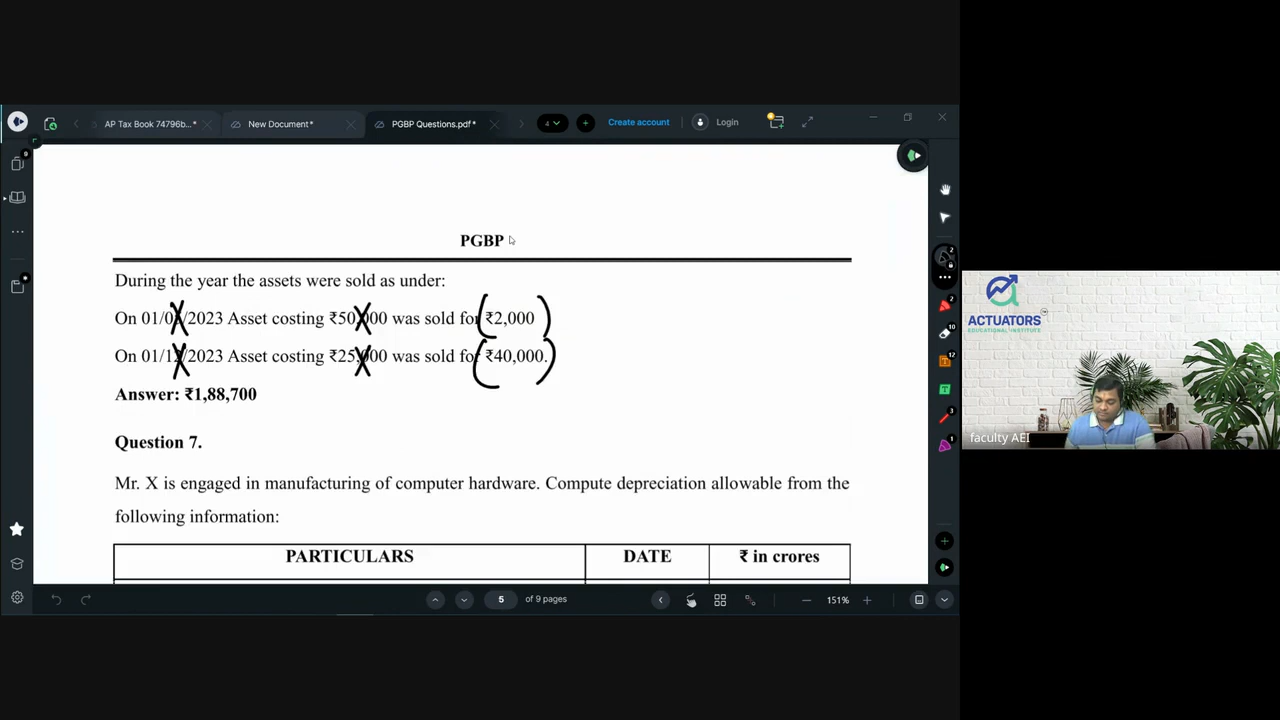 AP Tax Book 74796b...*
New Document*
PGBP Questions.pdf*
4
Create account
Login
PGBP
During the year the assets were sold as under:
On 01/0 /2023 Asset costing ₹50,000 was sold for ₹2,000
On 01/12/2023 Asset costing ₹25,000 was sold for ₹40,000.
Answer: ₹1,88,700
Question 7.
Mr. X is engaged in manufacturing of computer hardware. Compute depreciation allowable from the
following information:
PARTICULARS DATE ₹ in crores
5 of 9 pages
151%
ACTUATORS
EDUCATIONAL INSTITUTE
faculty AEI